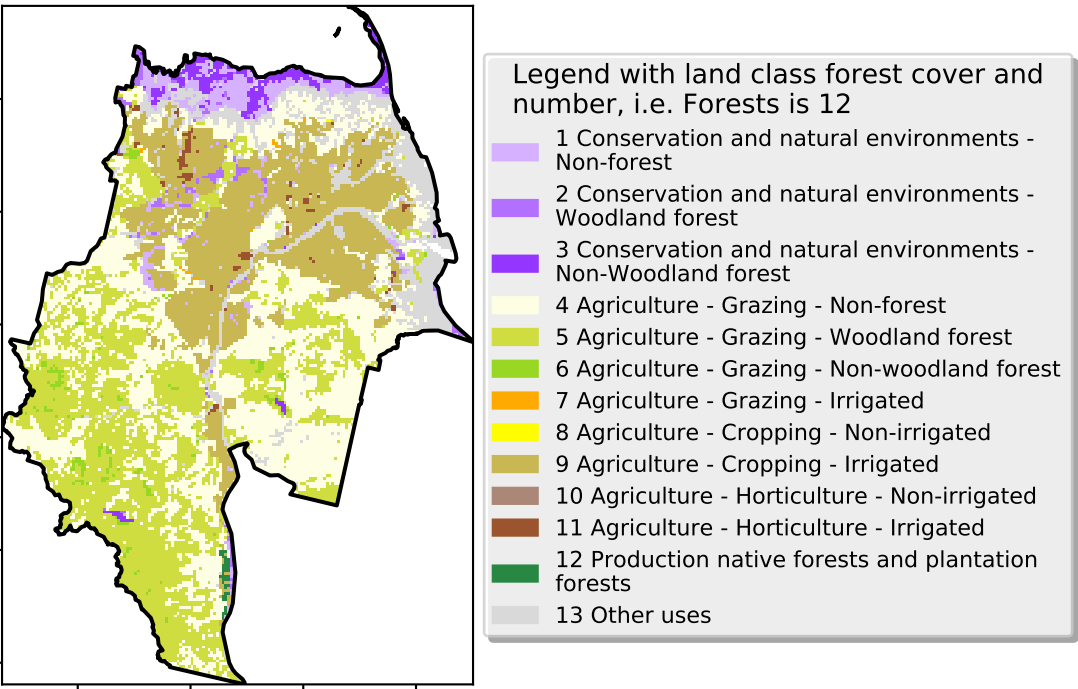 Legend with land class forest cover and
number, i.e. Forests is 12
1 Conservation and natural environments -
Non-forest
2 Conservation and natural environments -
Woodland forest
3 Conservation and natural environments -
Non-Woodland forest
4 Agriculture - Grazing - Non-forest
5 Agriculture - Grazing - Woodland forest
6 Agriculture - Grazing - Non-woodland forest
7 Agriculture - Grazing - Irrigated
8 Agriculture - Cropping - Non-irrigated
9 Agriculture - Cropping - Irrigated
10 Agriculture - Horticulture - Non-irrigated
11 Agriculture - Horticulture - Irrigated
12 Production native forests and plantation
forests
13 Other uses